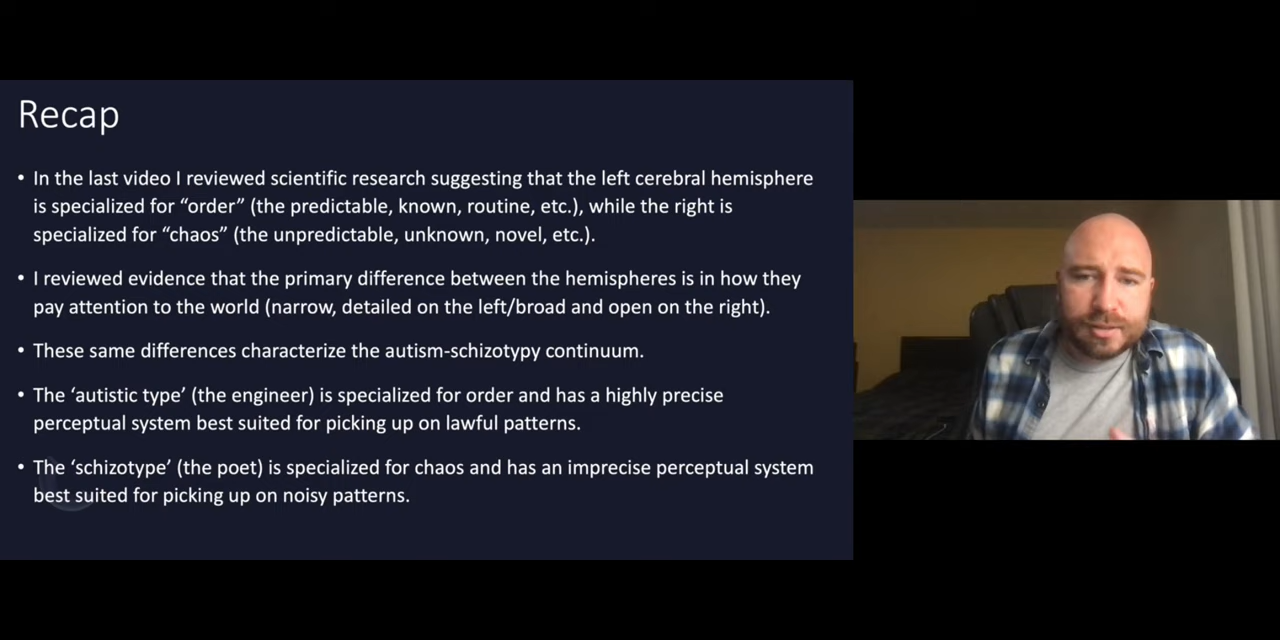 Recap
• In the last video I reviewed scientific research suggesting that the left cerebral hemisphere
is specialized for “order” (the predictable, known, routine, etc.), while the right is
specialized for “chaos” (the unpredictable, unknown, novel, etc.).
• I reviewed evidence that the primary difference between the hemispheres is in how they
pay attention to the world (narrow, detailed on the left/broad and open on the right).
• These same differences characterize the autism-schizotypy continuum.
• The ‘autistic type’ (the engineer) is specialized for order and has a highly precise
perceptual system best suited for picking up on lawful patterns.
• The ‘schizotype’ (the poet) is specialized for chaos and has an imprecise perceptual system
best suited for picking up on noisy patterns.